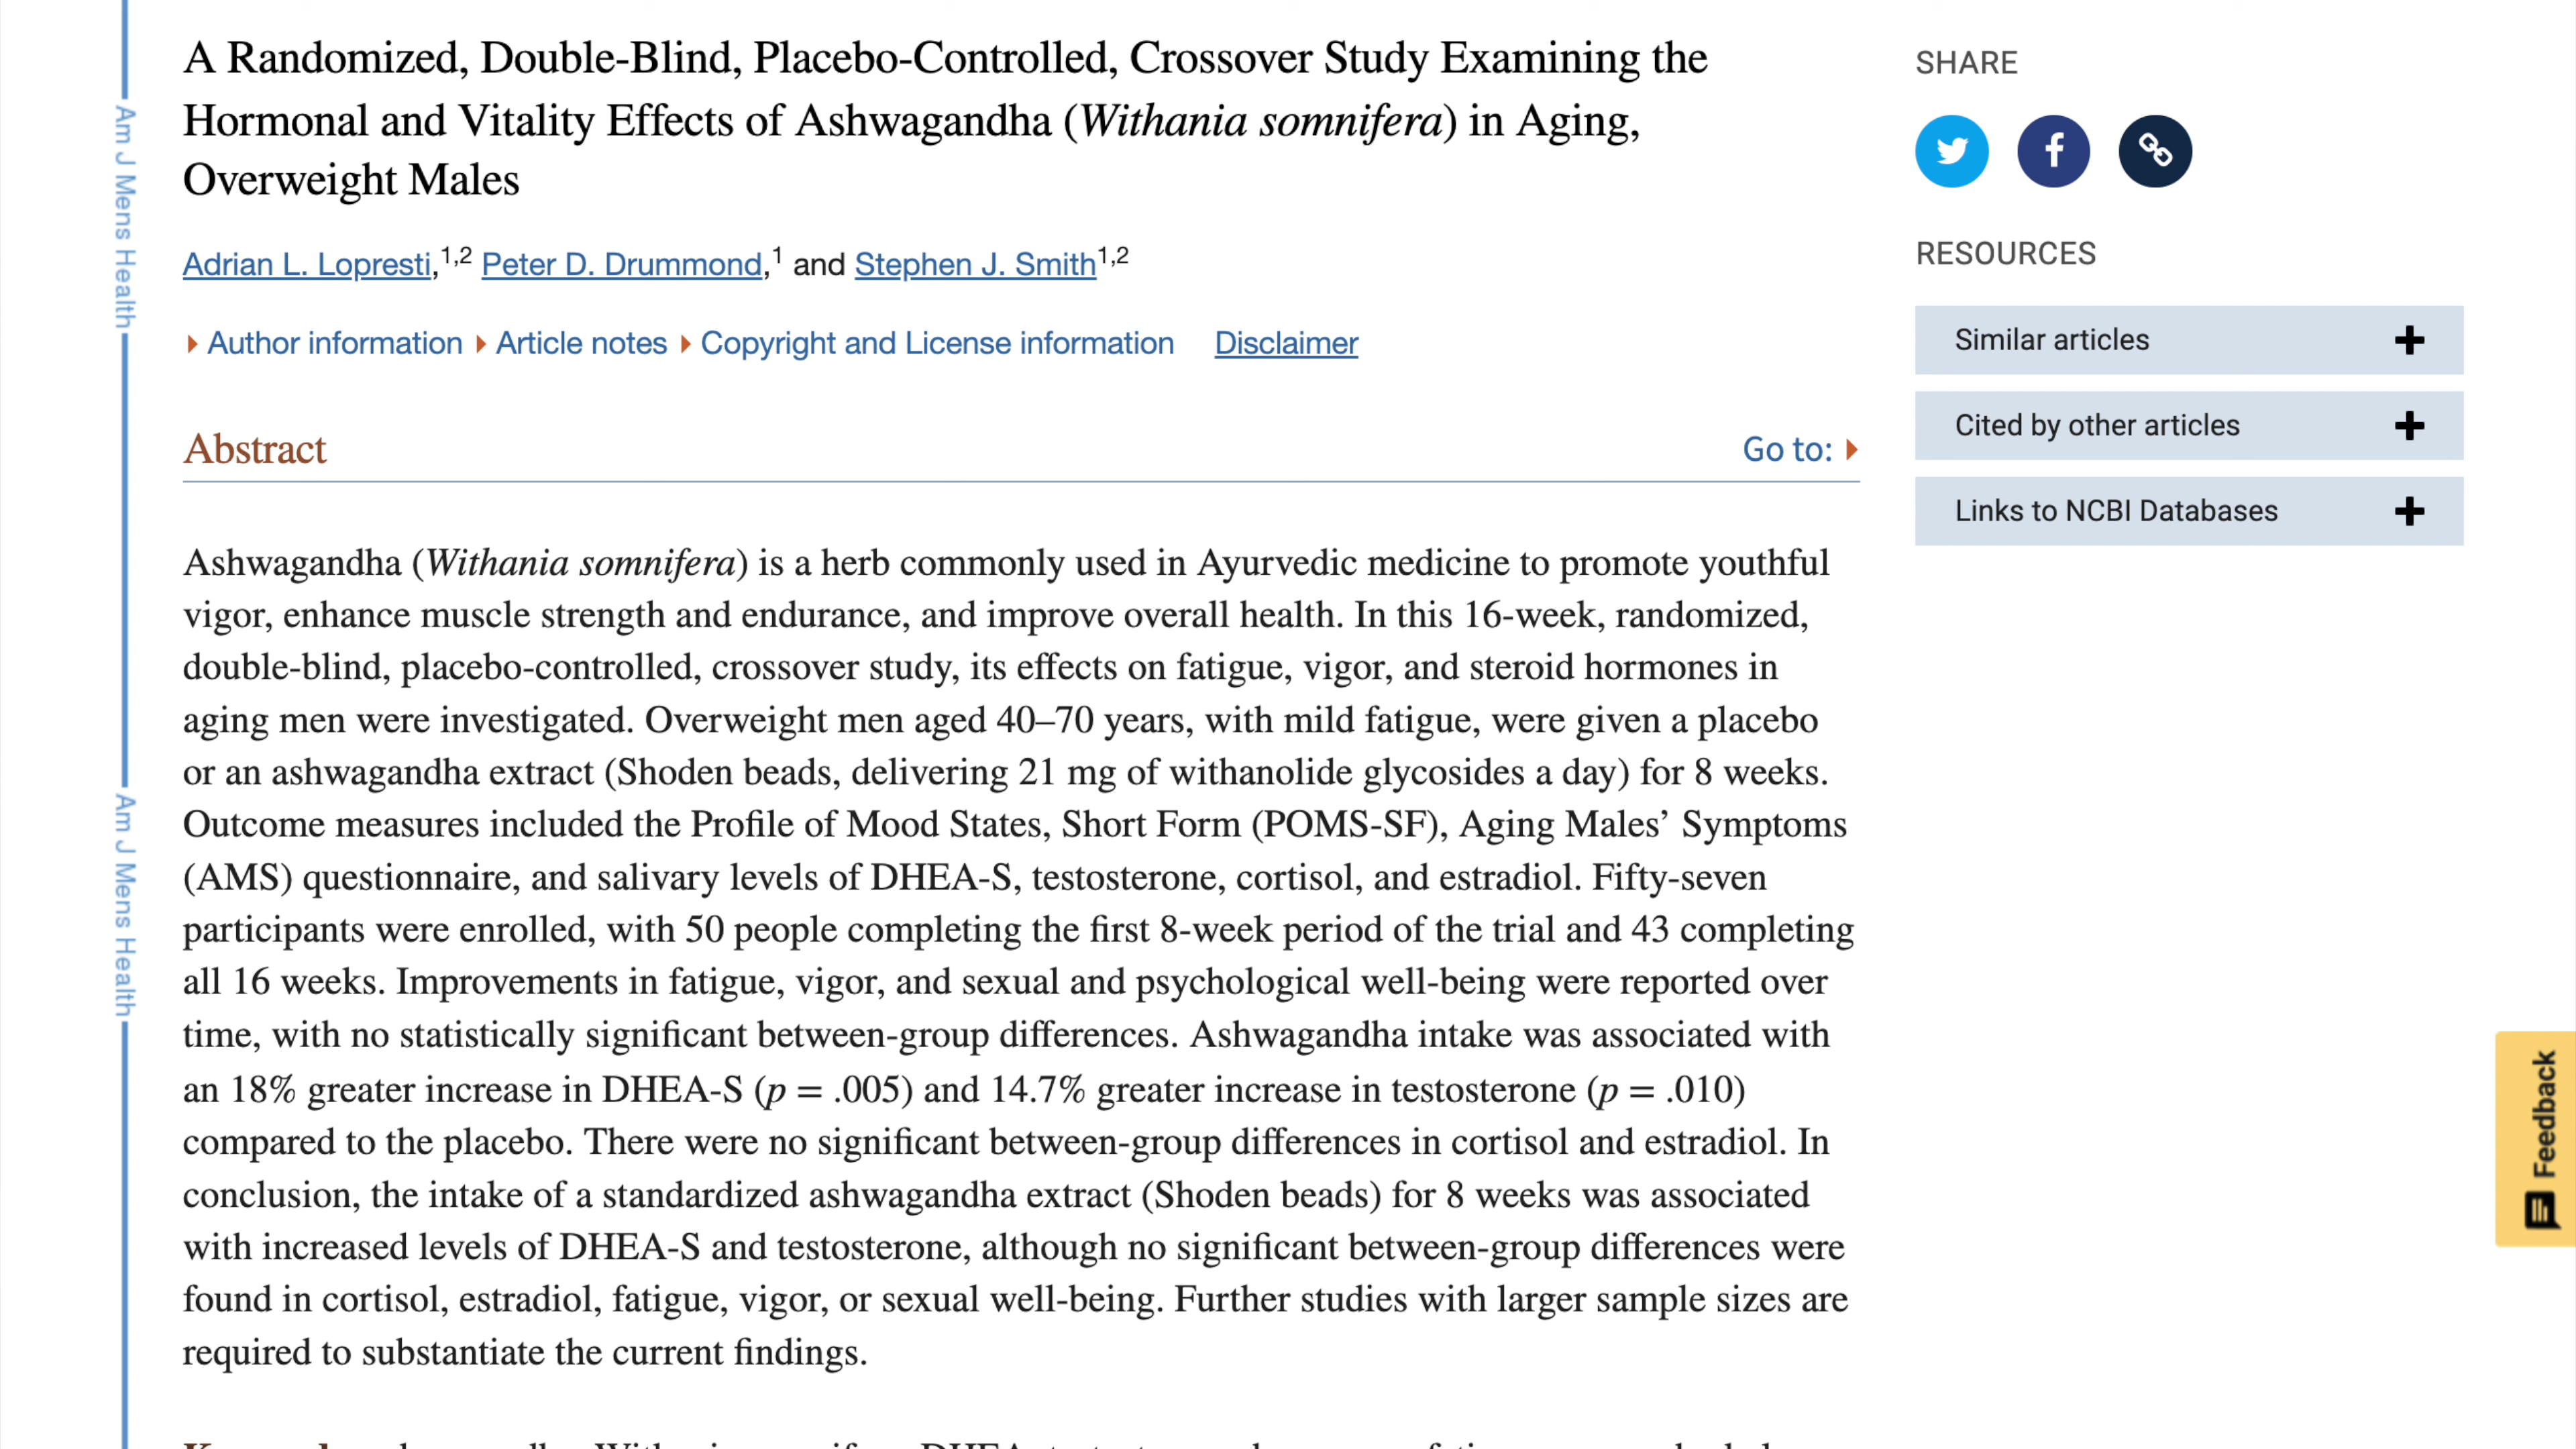 A Randomized, Double-Blind, Placebo-Controlled, Crossover Study Examining the
Hormonal and Vitality Effects of Ashwagandha (Withania somnifera) in Aging,
Overweight Males
Adrian L. Lopresti,1,2 Peter D. Drummond,1 and Stephen J. Smith1,2
Author information Article notes Copyright and License information Disclaimer
Abstract
Go to:
Ashwagandha (Withania somnifera) is a herb commonly used in Ayurvedic medicine to promote youthful
vigor, enhance muscle strength and endurance, and improve overall health. In this 16-week, randomized,
double-blind, placebo-controlled, crossover study, its effects on fatigue, vigor, and steroid hormones in
aging men were investigated. Overweight men aged 40–70 years, with mild fatigue, were given a placebo
or an ashwagandha extract (Shoden beads, delivering 21 mg of withanolide glycosides a day) for 8 weeks.
Outcome measures included the Profile of Mood States, Short Form (POMS-SF), Aging Males’ Symptoms
(AMS) questionnaire, and salivary levels of DHEA-S, testosterone, cortisol, and estradiol. Fifty-seven
participants were enrolled, with 50 people completing the first 8-week period of the trial and 43 completing
all 16 weeks. Improvements in fatigue, vigor, and sexual and psychological well-being were reported over
time, with no statistically significant between-group differences. Ashwagandha intake was associated with
an 18% greater increase in DHEA-S (p = .005) and 14.7% greater increase in testosterone (p = .010)
compared to the placebo. There were no significant between-group differences in cortisol and estradiol. In
conclusion, the intake of a standardized ashwagandha extract (Shoden beads) for 8 weeks was associated
with increased levels of DHEA-S and testosterone, although no significant between-group differences were
found in cortisol, estradiol, fatigue, vigor, or sexual well-being. Further studies with larger sample sizes are
required to substantiate the current findings.
Am J Mens Health
Am J Mens Health
SHARE
RESOURCES
Similar articles
Cited by other articles
Links to NCBI Databases
Feedback